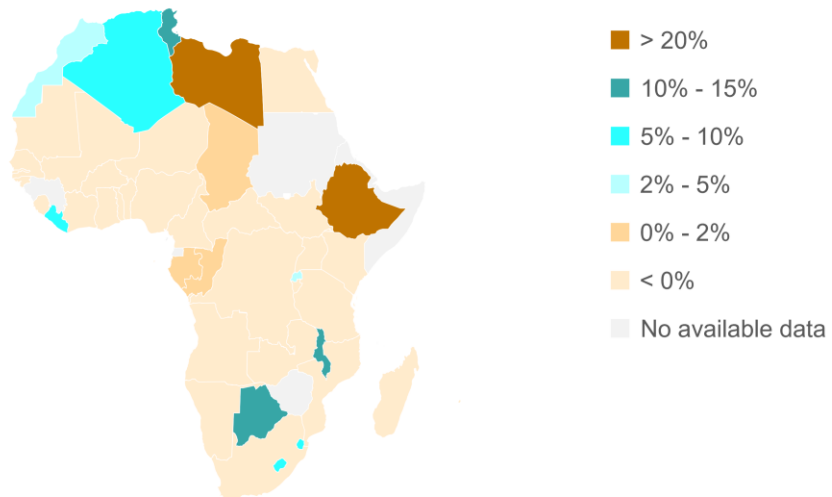 > 20%
10% - 15%
5% - 10%
2% - 5%
0% - 2%
< 0%
No available data